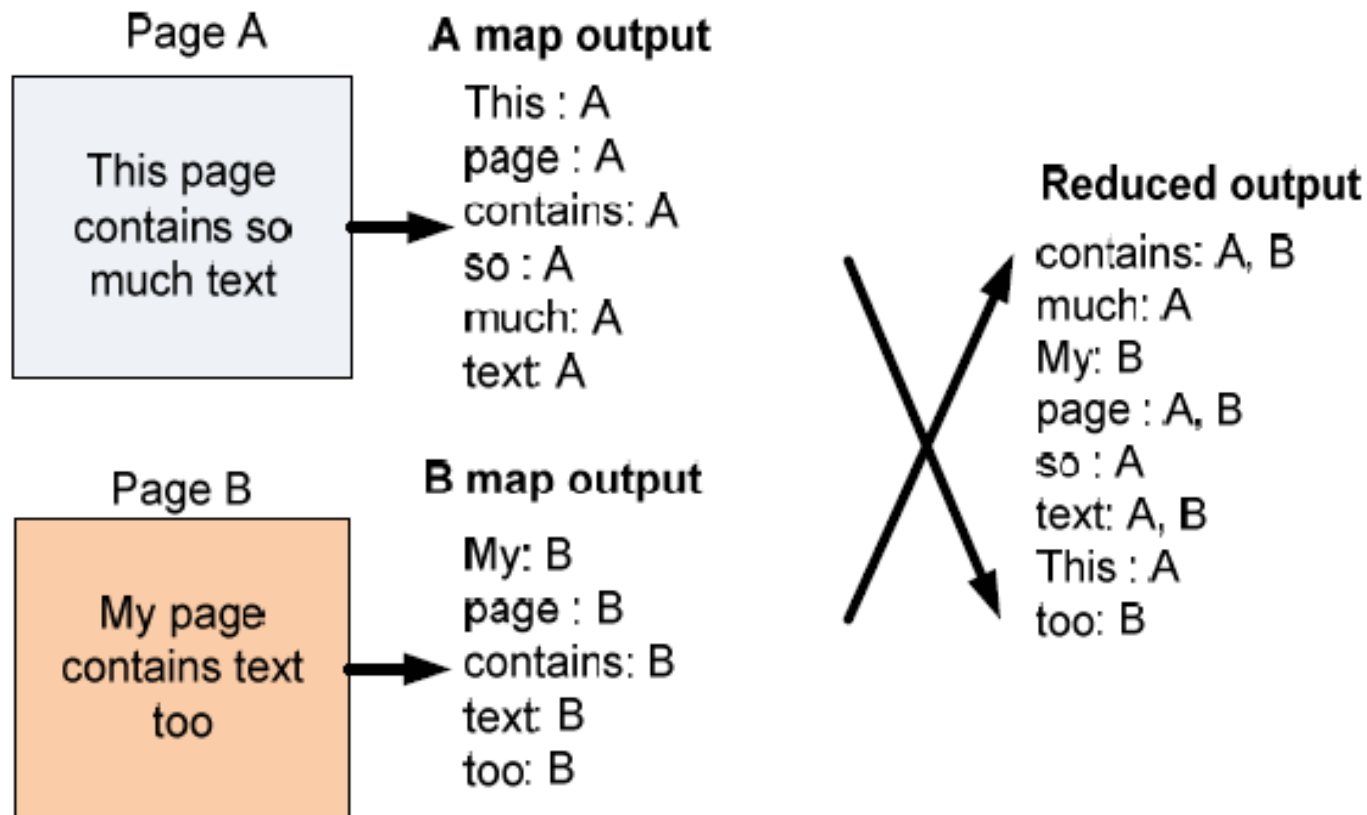 Page A
This page
contains so
much text
A map output
This : A
page : A
contains: A
so : A
much: A
text: A
Page B
My page
contains text
too
B map output
My: B
page : B
contains: B
text: B
too: B
Reduced output
contains: A, B
much: A
My: B
page : A, B
so : A
text: A, B
This : A
too: B